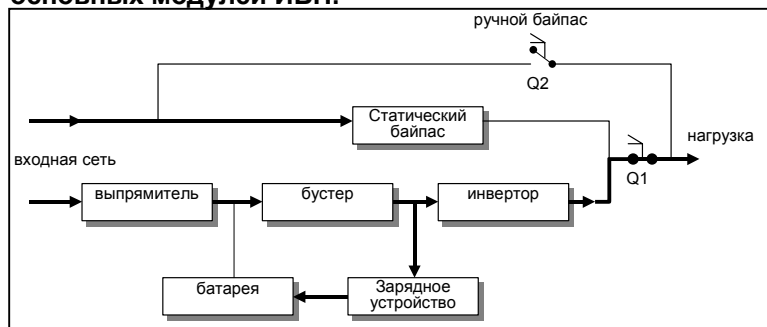 основных модулей ИБП.
ручной байпас
Q2
Статический
байпас
нагрузка
входная сеть
Q1
выпрямитель
бустер
инвертор
батарея
Зарядное
устройство